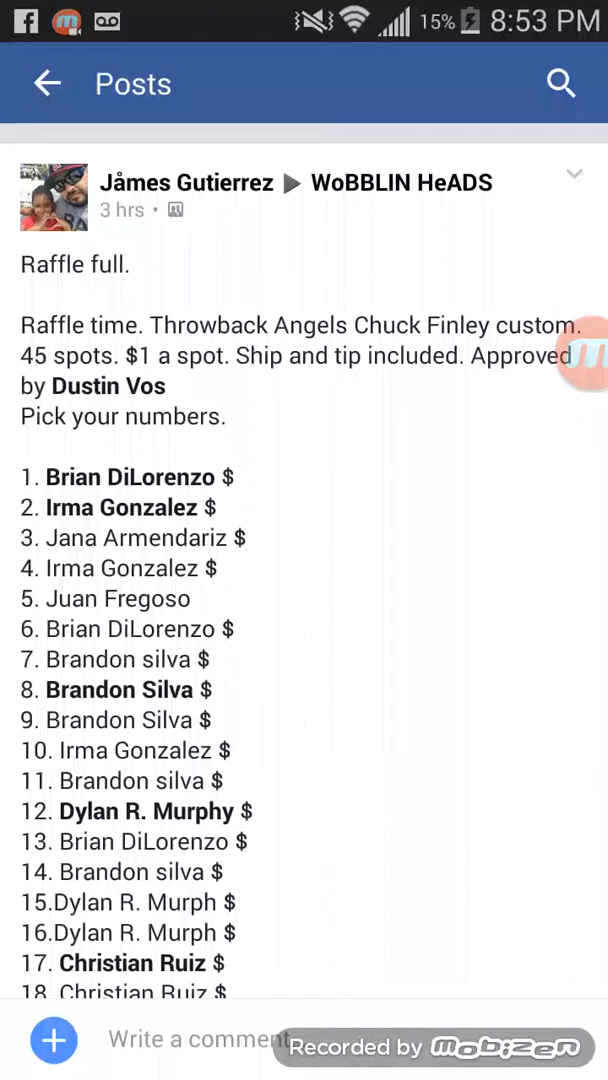 15% 8:53 PM
Posts
Jåmes Gutierrez ▶ WoBBLIN HeADS
3 hrs •
Raffle full.
Raffle time. Throwback Angels Chuck Finley custom.
45 spots. $1 a spot. Ship and tip included. Approved
by Dustin Vos
Pick your numbers.
1. Brian DiLorenzo $
2. Irma Gonzalez $
3. Jana Armendariz $
4. Irma Gonzalez $
5. Juan Fregoso
6. Brian DiLorenzo $
7. Brandon silva $
8. Brandon Silva $
9. Brandon Silva $
10. Irma Gonzalez $
11. Brandon silva $
12. Dylan R. Murphy $
13. Brian DiLorenzo $
14. Brandon silva $
15.Dylan R. Murph $
16.Dylan R. Murph $
17. Christian Ruiz $
18. Christian Ruiz $
Write a comment
Recorded by mobizen